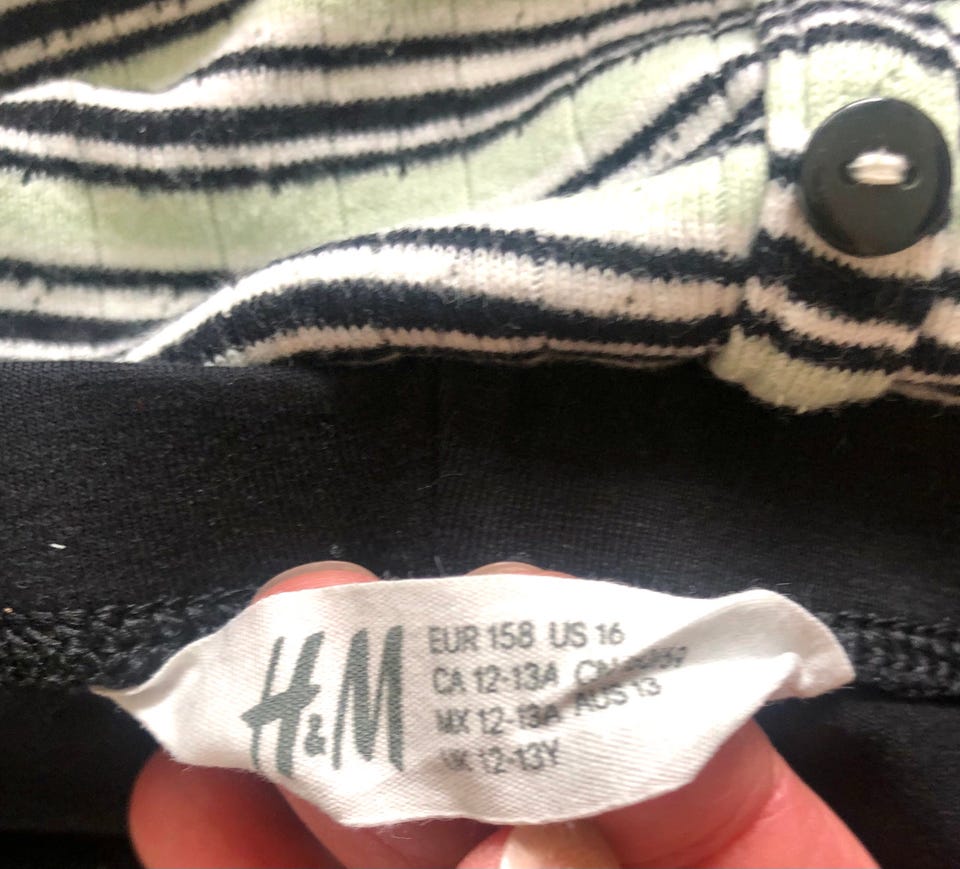 H&M
EUR 158 US 16
CA 12-13A
MX 12-13A AUS 13
UK 12-13Y